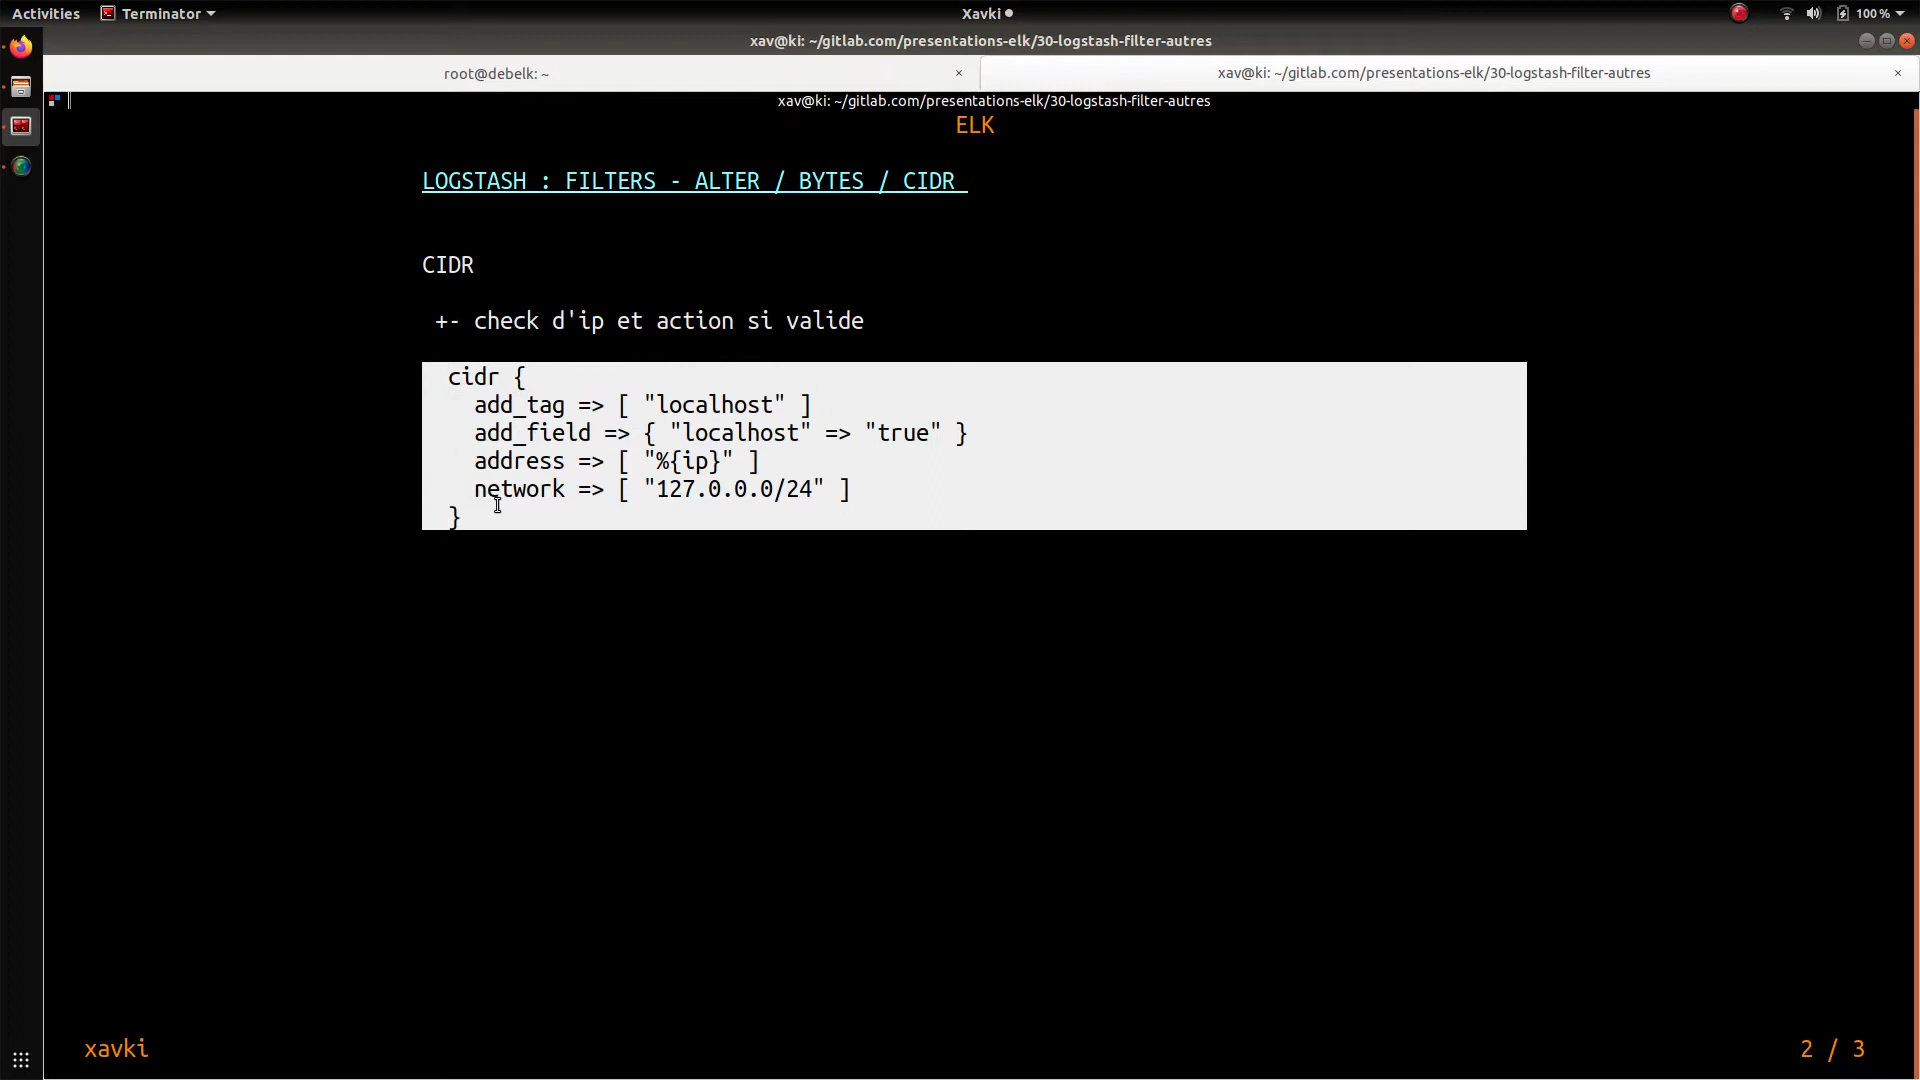 Activities Terminator Xavki 100 %
xav@ki: ~/gitlab.com/presentations-elk/30-logstash-filter-autres
root@debelk: ~ × xav@ki: ~/gitlab.com/presentations-elk/30-logstash-filter-autres ×
xav@ki: ~/gitlab.com/presentations-elk/30-logstash-filter-autres
ELK
LOGSTASH : FILTERS - ALTER / BYTES / CIDR
CIDR
+- check d'ip et action si valide
cidr {
add_tag => [ "localhost" ]
add_field => { "localhost" => "true" }
address => [ "%{ip}" ]
network => [ "127.0.0.0/24" ]
}
xavki 2 / 3